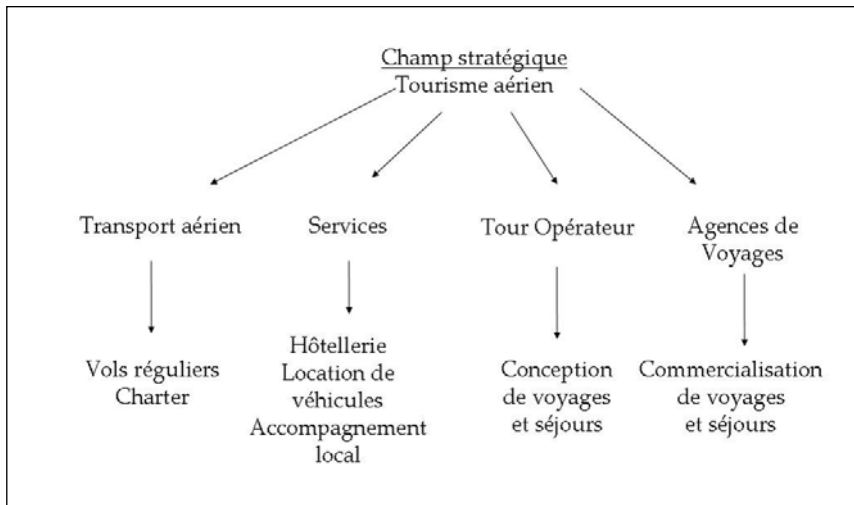 Champ stratégique
Tourisme aérien
Transport aérien
Services
Tour Opérateur
Agences de
Voyages
Vols réguliers
Charter
Hôtellerie
Location de
véhicules
Accompagnement
local
Conception
de voyages
et séjours
Commercialisation
de voyages
et séjours